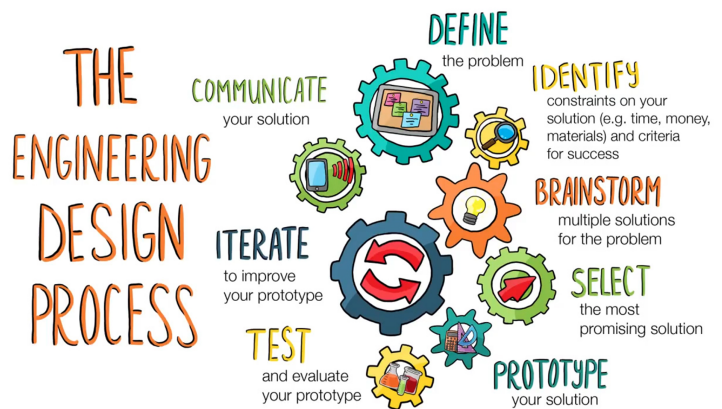 THE
ENGINEERING
DESIGN
PROCESS
DEFINE
the problem
IDENTIFY
constraints on your
solution (e.g. time, money,
materials) and criteria
for success
BRAINSTORM
multiple solutions
for the problem
SELECT
the most
promising solution
PROTOTYPE
your solution
TEST
and evaluate
your prototype
ITERATE
to improve
your prototype
COMMUNICATE
your solution